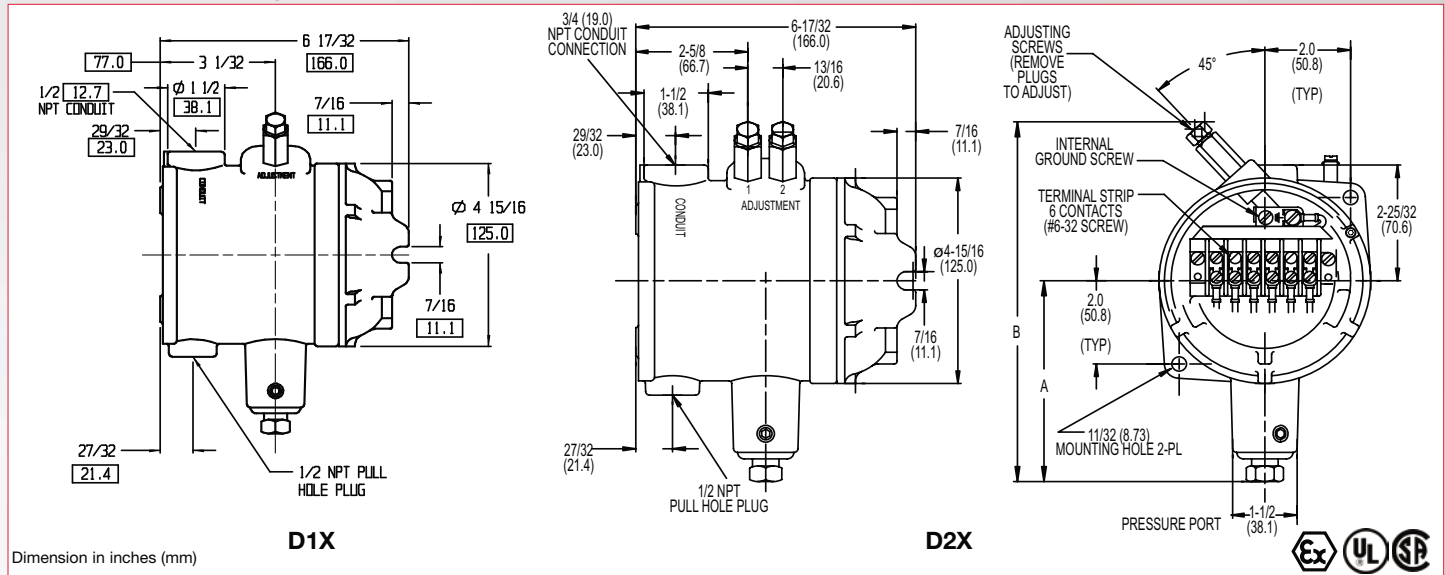 6 17/32
166.0
77.0
3 1/32
1/2 12.7
NPT CONDUIT
Ø 1 1/2
38.1
7/16
11.1
29/32
23.0
CONDUIT
ADJUSTMENT
Ø 4 15/16
125.0
7/16
11.1
27/32
21.4
1/2 NPT PULL
HOLE PLUG
D1X
Dimension in inches (mm)
3/4 (19.0)
NPT CONDUIT
CONNECTION
6-17/32
(166.0)
2-5/8
(66.7)
13/16
(20.6)
1-1/2
(38.1)
29/32
(23.0)
7/16
(11.1)
1 2
ADJUSTMENT
CONDUIT
ø4-15/16
(125.0)
7/16
(11.1)
27/32
(21.4)
1/2 NPT
PULL HOLE PLUG
D2X
ADJUSTING
SCREWS
(REMOVE
PLUGS
TO ADJUST)
45°
2.0
(50.8)
(TYP)
INTERNAL
GROUND SCREW
TERMINAL STRIP
6 CONTACTS
(#6-32 SCREW)
2-25/32
(70.6)
2.0
(50.8)
(TYP)
B
A
11/32 (8.73)
MOUNTING HOLE 2-PL
PRESSURE PORT
1-1/2
(38.1)
Ex UL SA